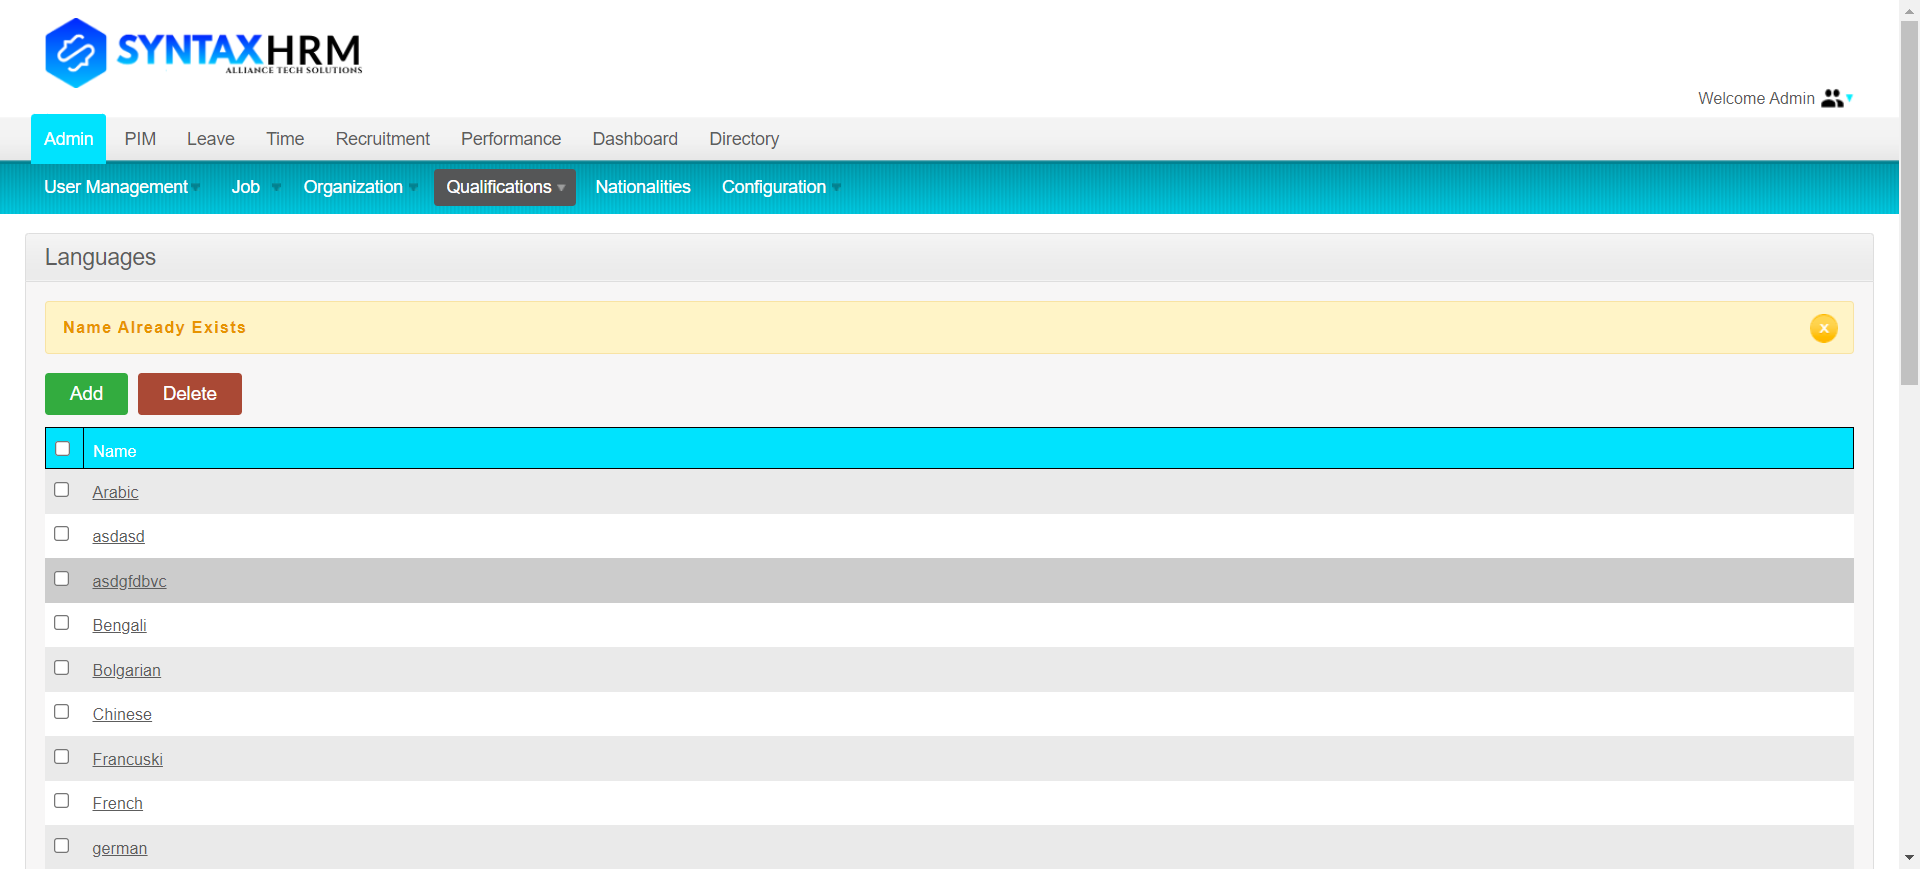 SYNTAXHRM
ALLIANCE TECH SOLUTIONS
Welcome Admin
Admin PIM Leave Time Recruitment Performance Dashboard Directory
User Management Job Organization Qualifications Nationalities Configuration
Languages
Name Already Exists
x
Add Delete
Name
Arabic
asdasd
asdgfdbvc
Bengali
Bolgarian
Chinese
Francuski
French
german